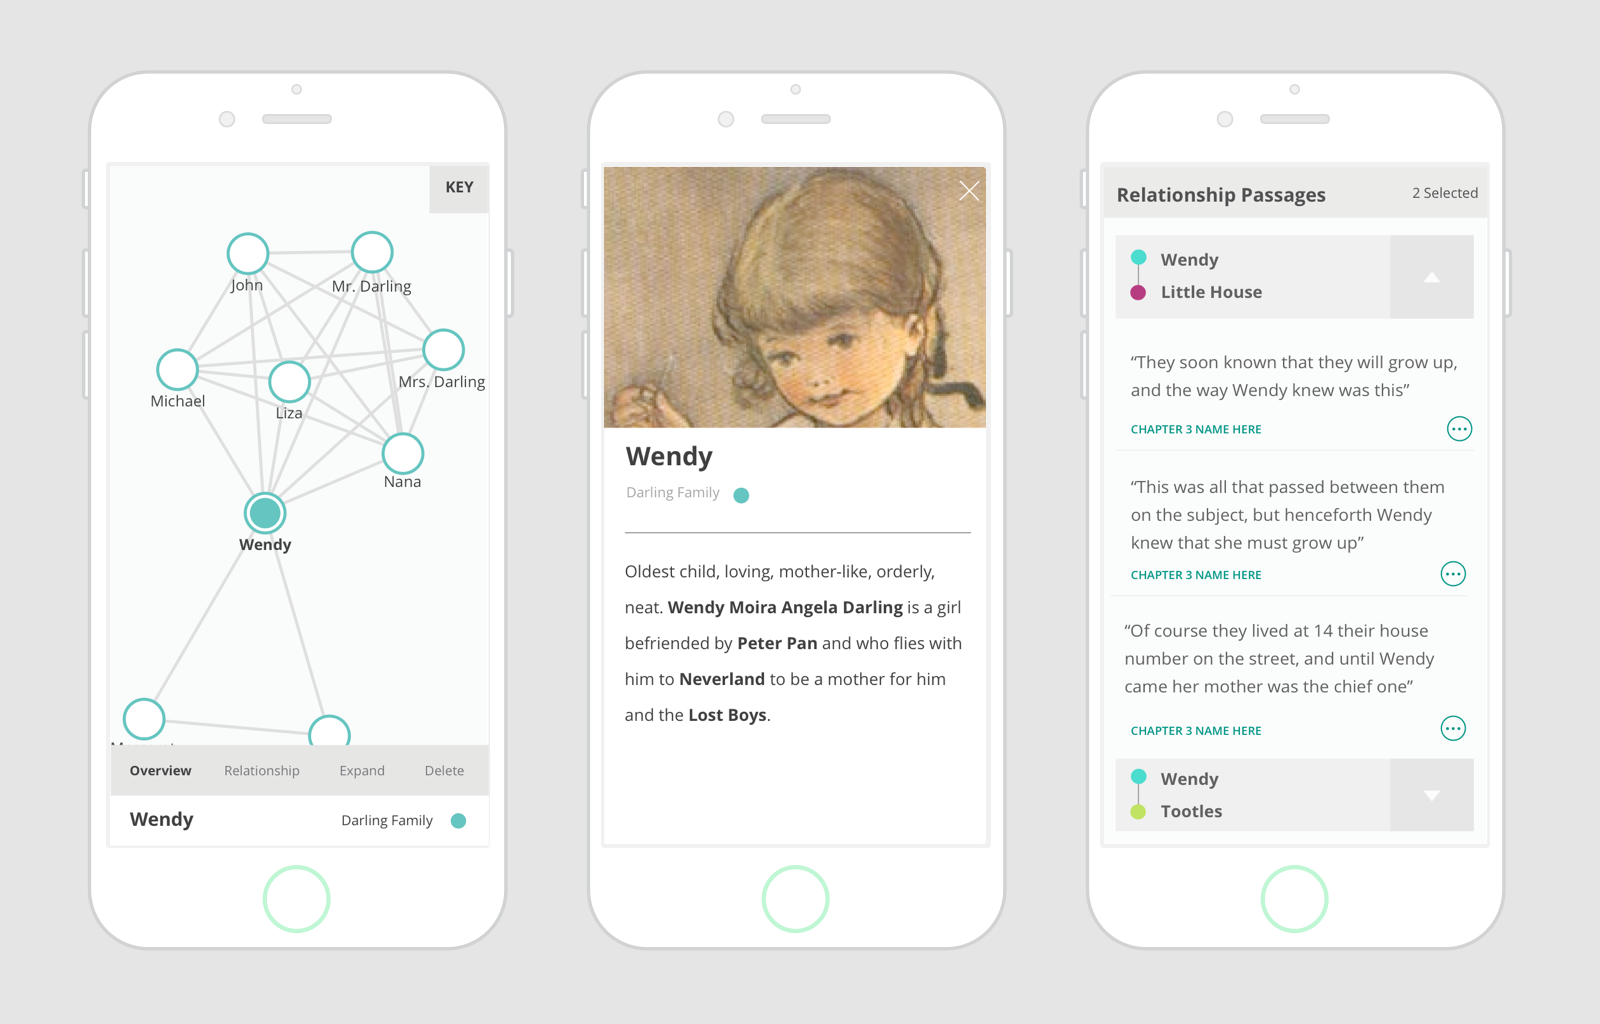 KEY
John
Mr. Darling
Mrs. Darling
Michael
Liza
Nana
Wendy
Overview Relationship Expand Delete
Wendy Darling Family
Wendy
Darling Family
Oldest child, loving, mother-like, orderly,
neat. Wendy Moira Angela Darling is a girl
befriended by Peter Pan and who flies with
him to Neverland to be a mother for him
and the Lost Boys.
Relationship Passages 2 Selected
Wendy
Little House
“They soon known that they will grow up,
and the way Wendy knew was this”
CHAPTER 3 NAME HERE
“This was all that passed between them
on the subject, but henceforth Wendy
knew that she must grow up”
CHAPTER 3 NAME HERE
“Of course they lived at 14 their house
number on the street, and until Wendy
came her mother was the chief one”
CHAPTER 3 NAME HERE
Wendy
Tootles